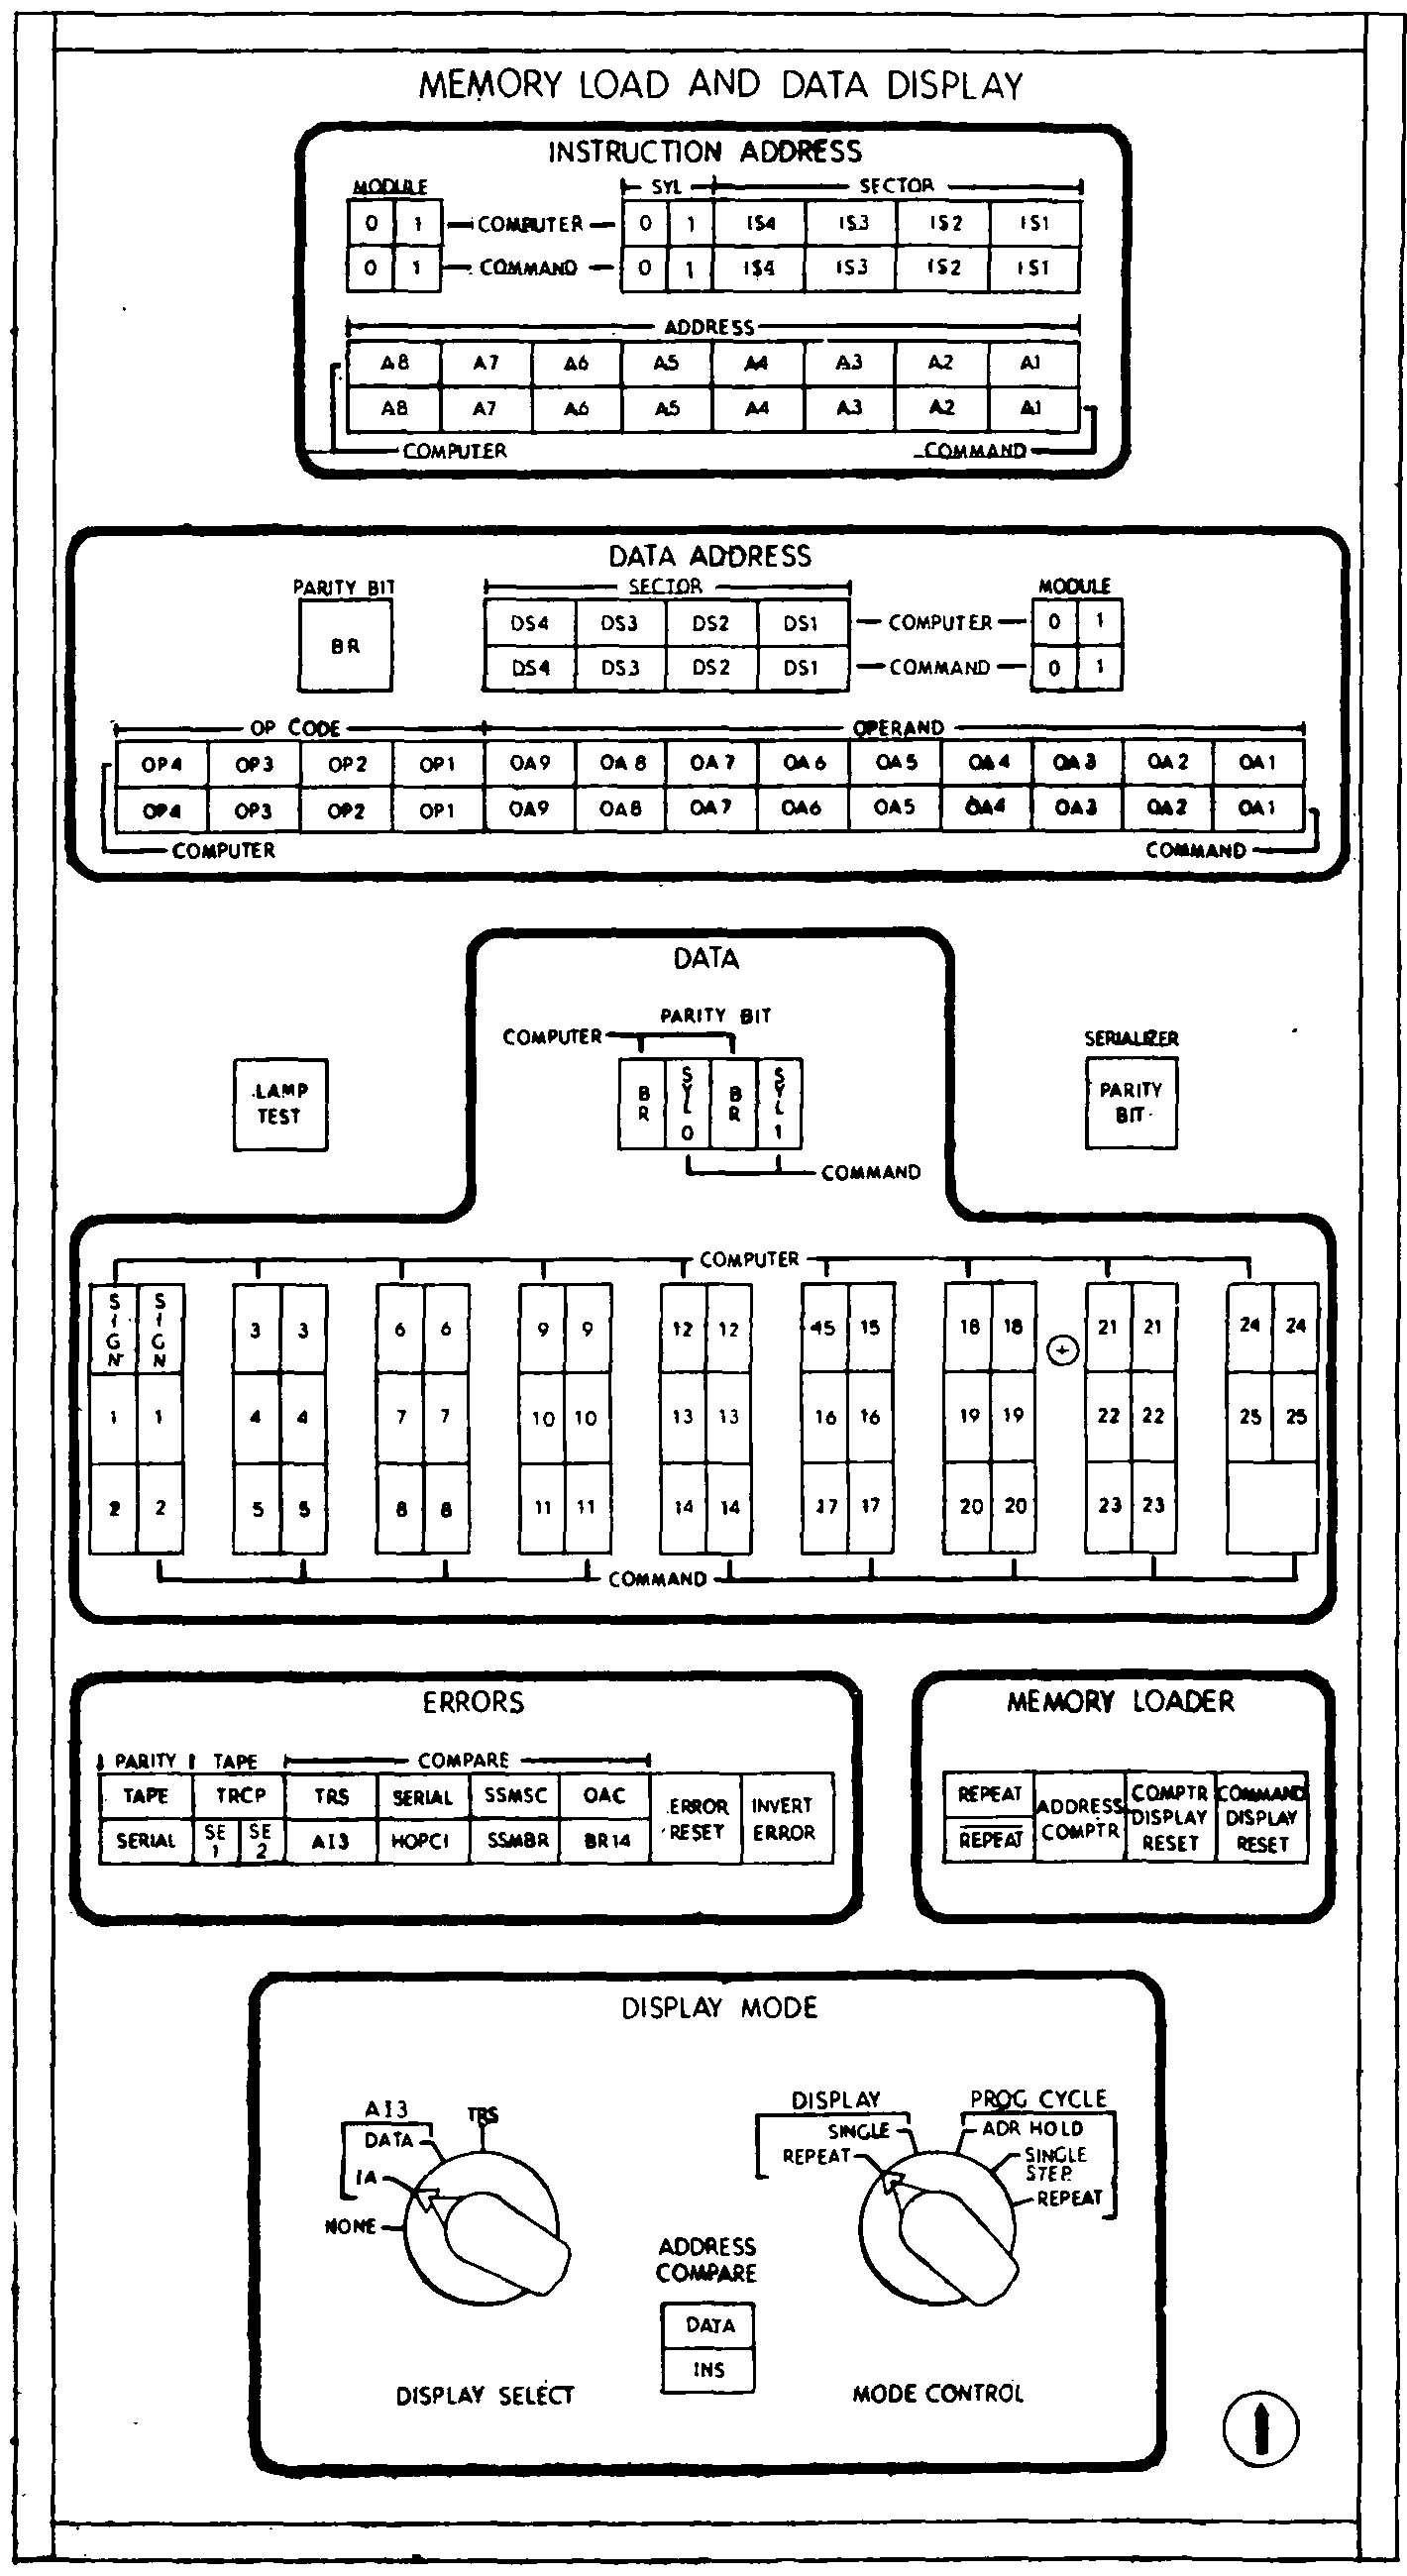 MEMORY LOAD AND DATA DISPLAY
INSTRUCTION ADDRESS
MODULE SYL SECTOR
0 1 COMPUTER 0 1 IS4 IS3 IS2 IS1
0 1 COMMAND 0 1 IS4 IS3 IS2 IS1
ADDRESS
A8 A7 A6 A5 A4 A3 A2 A1
A8 A7 A6 A5 A4 A3 A2 A1
COMPUTER COMMAND
DATA ADDRESS
PARITY BIT SECTOR MODULE
BR
DS4 DS3 DS2 DS1 COMPUTER 0 1
DS4 DS3 DS2 DS1 COMMAND 0 1
OP CODE OPERAND
OP4 OP3 OP2 OP1 OA9 OA8 OA7 OA6 OA5 OA4 OA3 OA2 OA1
OP4 OP3 OP2 OP1 OA9 OA8 OA7 OA6 OA5 OA4 OA3 OA2 OA1
COMPUTER COMMAND
DATA
PARITY BIT
COMPUTER
BR SYL0 BR SYL1
COMMAND
LAMP
TEST
SERIALIZER
PARITY
BIT
COMPUTER
SIGN SIGN 3 3 6 6 9 9 12 12 45 15 18 18 21 21 24 24
1 1 4 4 7 7 10 10 13 13 16 16 19 19 22 22 25 25
2 2 5 5 8 8 11 11 14 14 17 17 20 20 23 23
COMMAND
ERRORS
PARITY TAPE COMPARE
TAPE TRCP TRS SERIAL SSMSC OAC
SERIAL SE 1 SE 2 AI3 HOPC1 SSMBR BR14
ERROR
RESET
INVERT
ERROR
MEMORY LOADER
REPEAT
REPEAT
ADDRESS
COMPTR
COMPTR
DISPLAY
RESET
COMMAND
DISPLAY
RESET
DISPLAY MODE
AI3 TRS
DATA
IA
NONE
DISPLAY SELECT
ADDRESS
COMPARE
DATA
INS
DISPLAY PROG CYCLE
SINGLE ADR HOLD
REPEAT SINGLE
STEP
REPEAT
MODE CONTROL